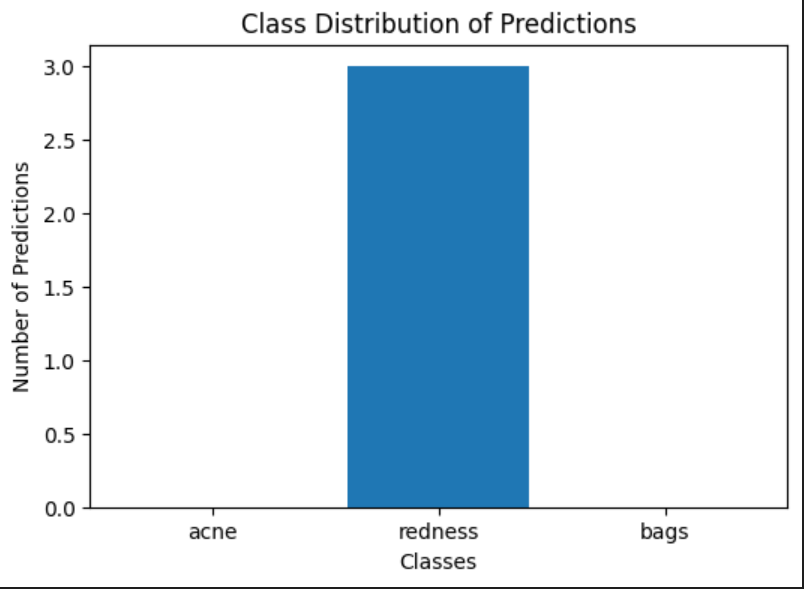 Class Distribution of Predictions
Number of Predictions
3.0
2.5
2.0
1.5
1.0
0.5
0.0
acne redness bags
Classes